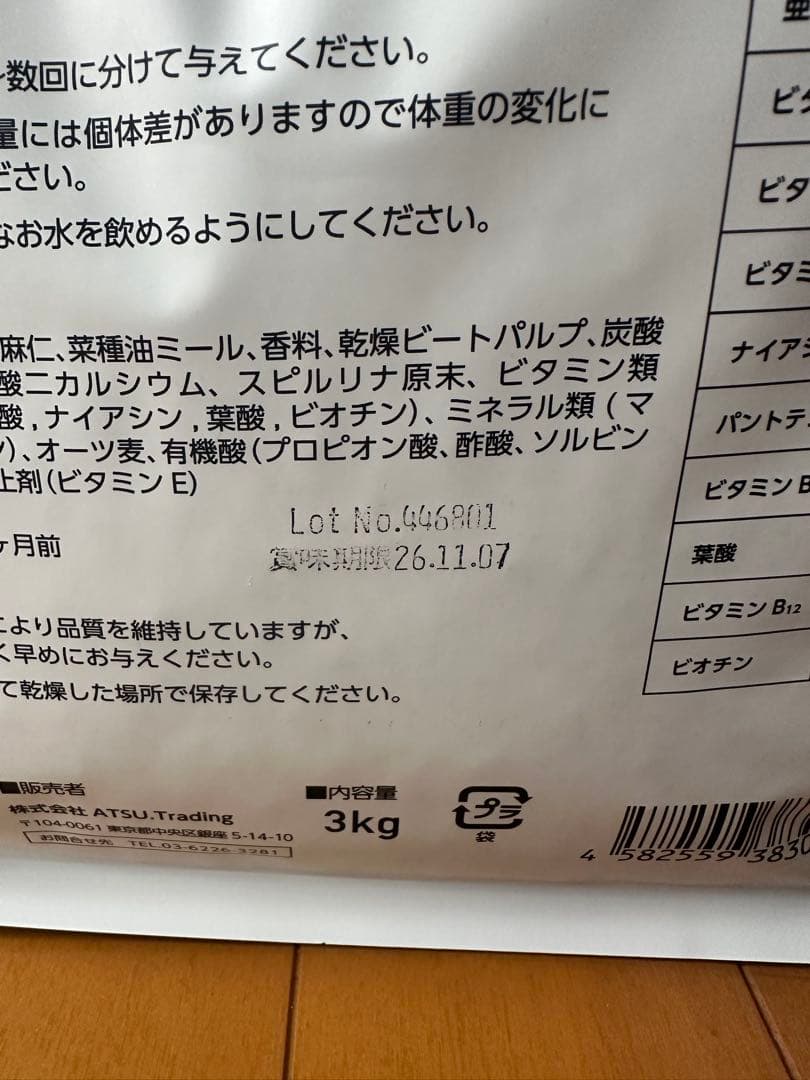 数回に分けて与えてください。
量には個体差がありますので体重の変化に
ださい。
なお水を飲めるようにしてください。
麻仁、菜種油ミール、香料、乾燥ビートパルプ、炭酸
酸二カルシウム、スピルリナ原末、ビタミン類
酸,ナイアシン,葉酸,ビオチン)、ミネラル類(マ
)、オーツ麦、有機酸(プロピオン酸、酢酸、ソルビン
止剤(ビタミンE)
Lot No.446801
賞味期限26.11.07
ヶ月前
により品質を維持していますが、
く早めにお与えください。
て乾燥した場所で保存してください。
■販売者
株式会社 ATSU.Trading
〒104-0061 東京都中央区銀座5-14-10
お問合せ先 TEL.03-6226-3281
■内容量
3kg
プラ
袋
4 582559 3830
亜
ビタ
ビタ
ビタミ
ナイアシ
パントテ
ビタミンB
葉酸
ビタミンB12
ビオチン